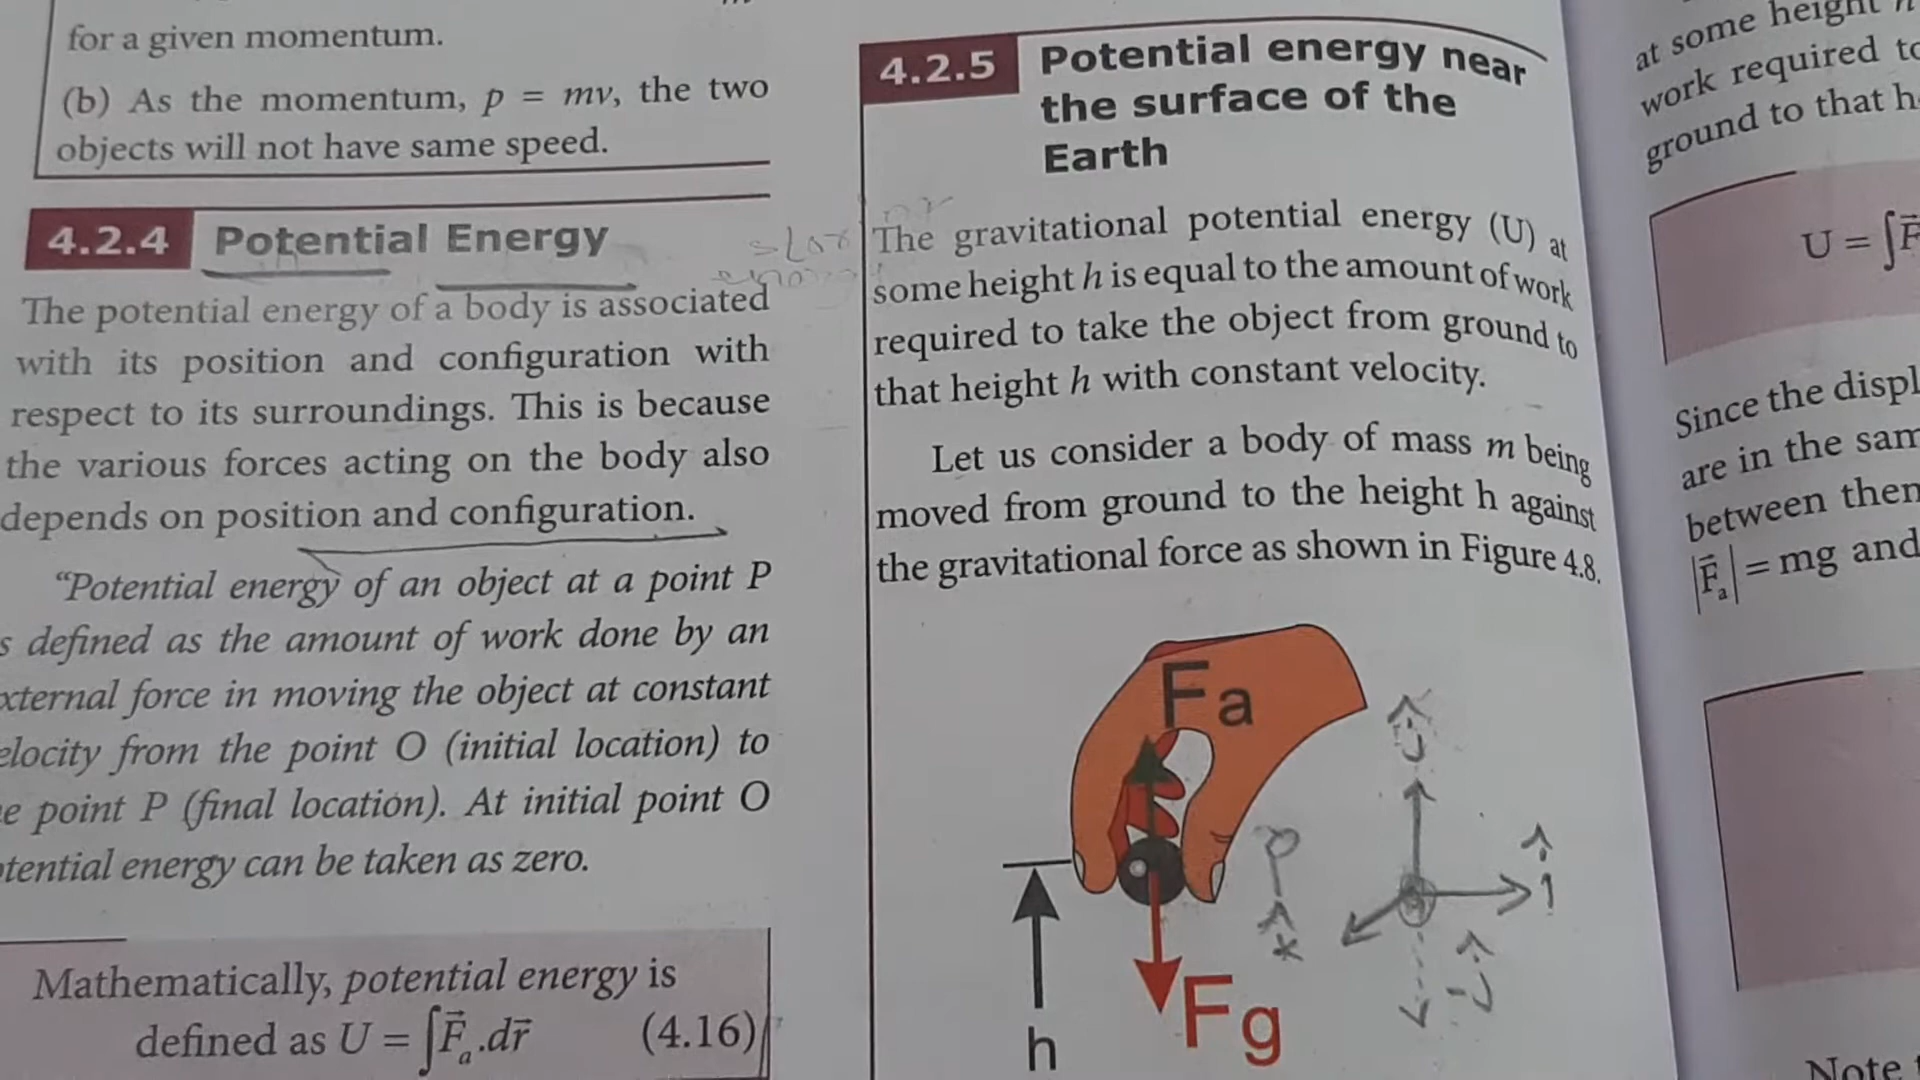 for a given momentum.
(b) As the momentum, p = mv, the two
objects will not have same speed.
4.2.4 Potential Energy
The potential energy of a body is associated
with its position and configuration with
respect to its surroundings. This is because
the various forces acting on the body also
depends on position and configuration.
“Potential energy of an object at a point P
s defined as the amount of work done by an
xternal force in moving the object at constant
elocity from the point O (initial location) to
e point P (final location). At initial point O
tential energy can be taken as zero.
Mathematically, potential energy is
defined as U = ∫F⃗ₐ.dr⃗ (4.16)
4.2.5 Potential energy near
the surface of the
Earth
The gravitational potential energy (U) at
some height h is equal to the amount of work
required to take the object from ground to
that height h with constant velocity.
Let us consider a body of mass m being
moved from ground to the height h against
the gravitational force as shown in Figure 4.8.
Fa
Fg
h
at some height h
work required to
ground to that h
U = ∫F⃗
Since the displ
are in the sam
between then
|F⃗ₐ| = mg and
Note